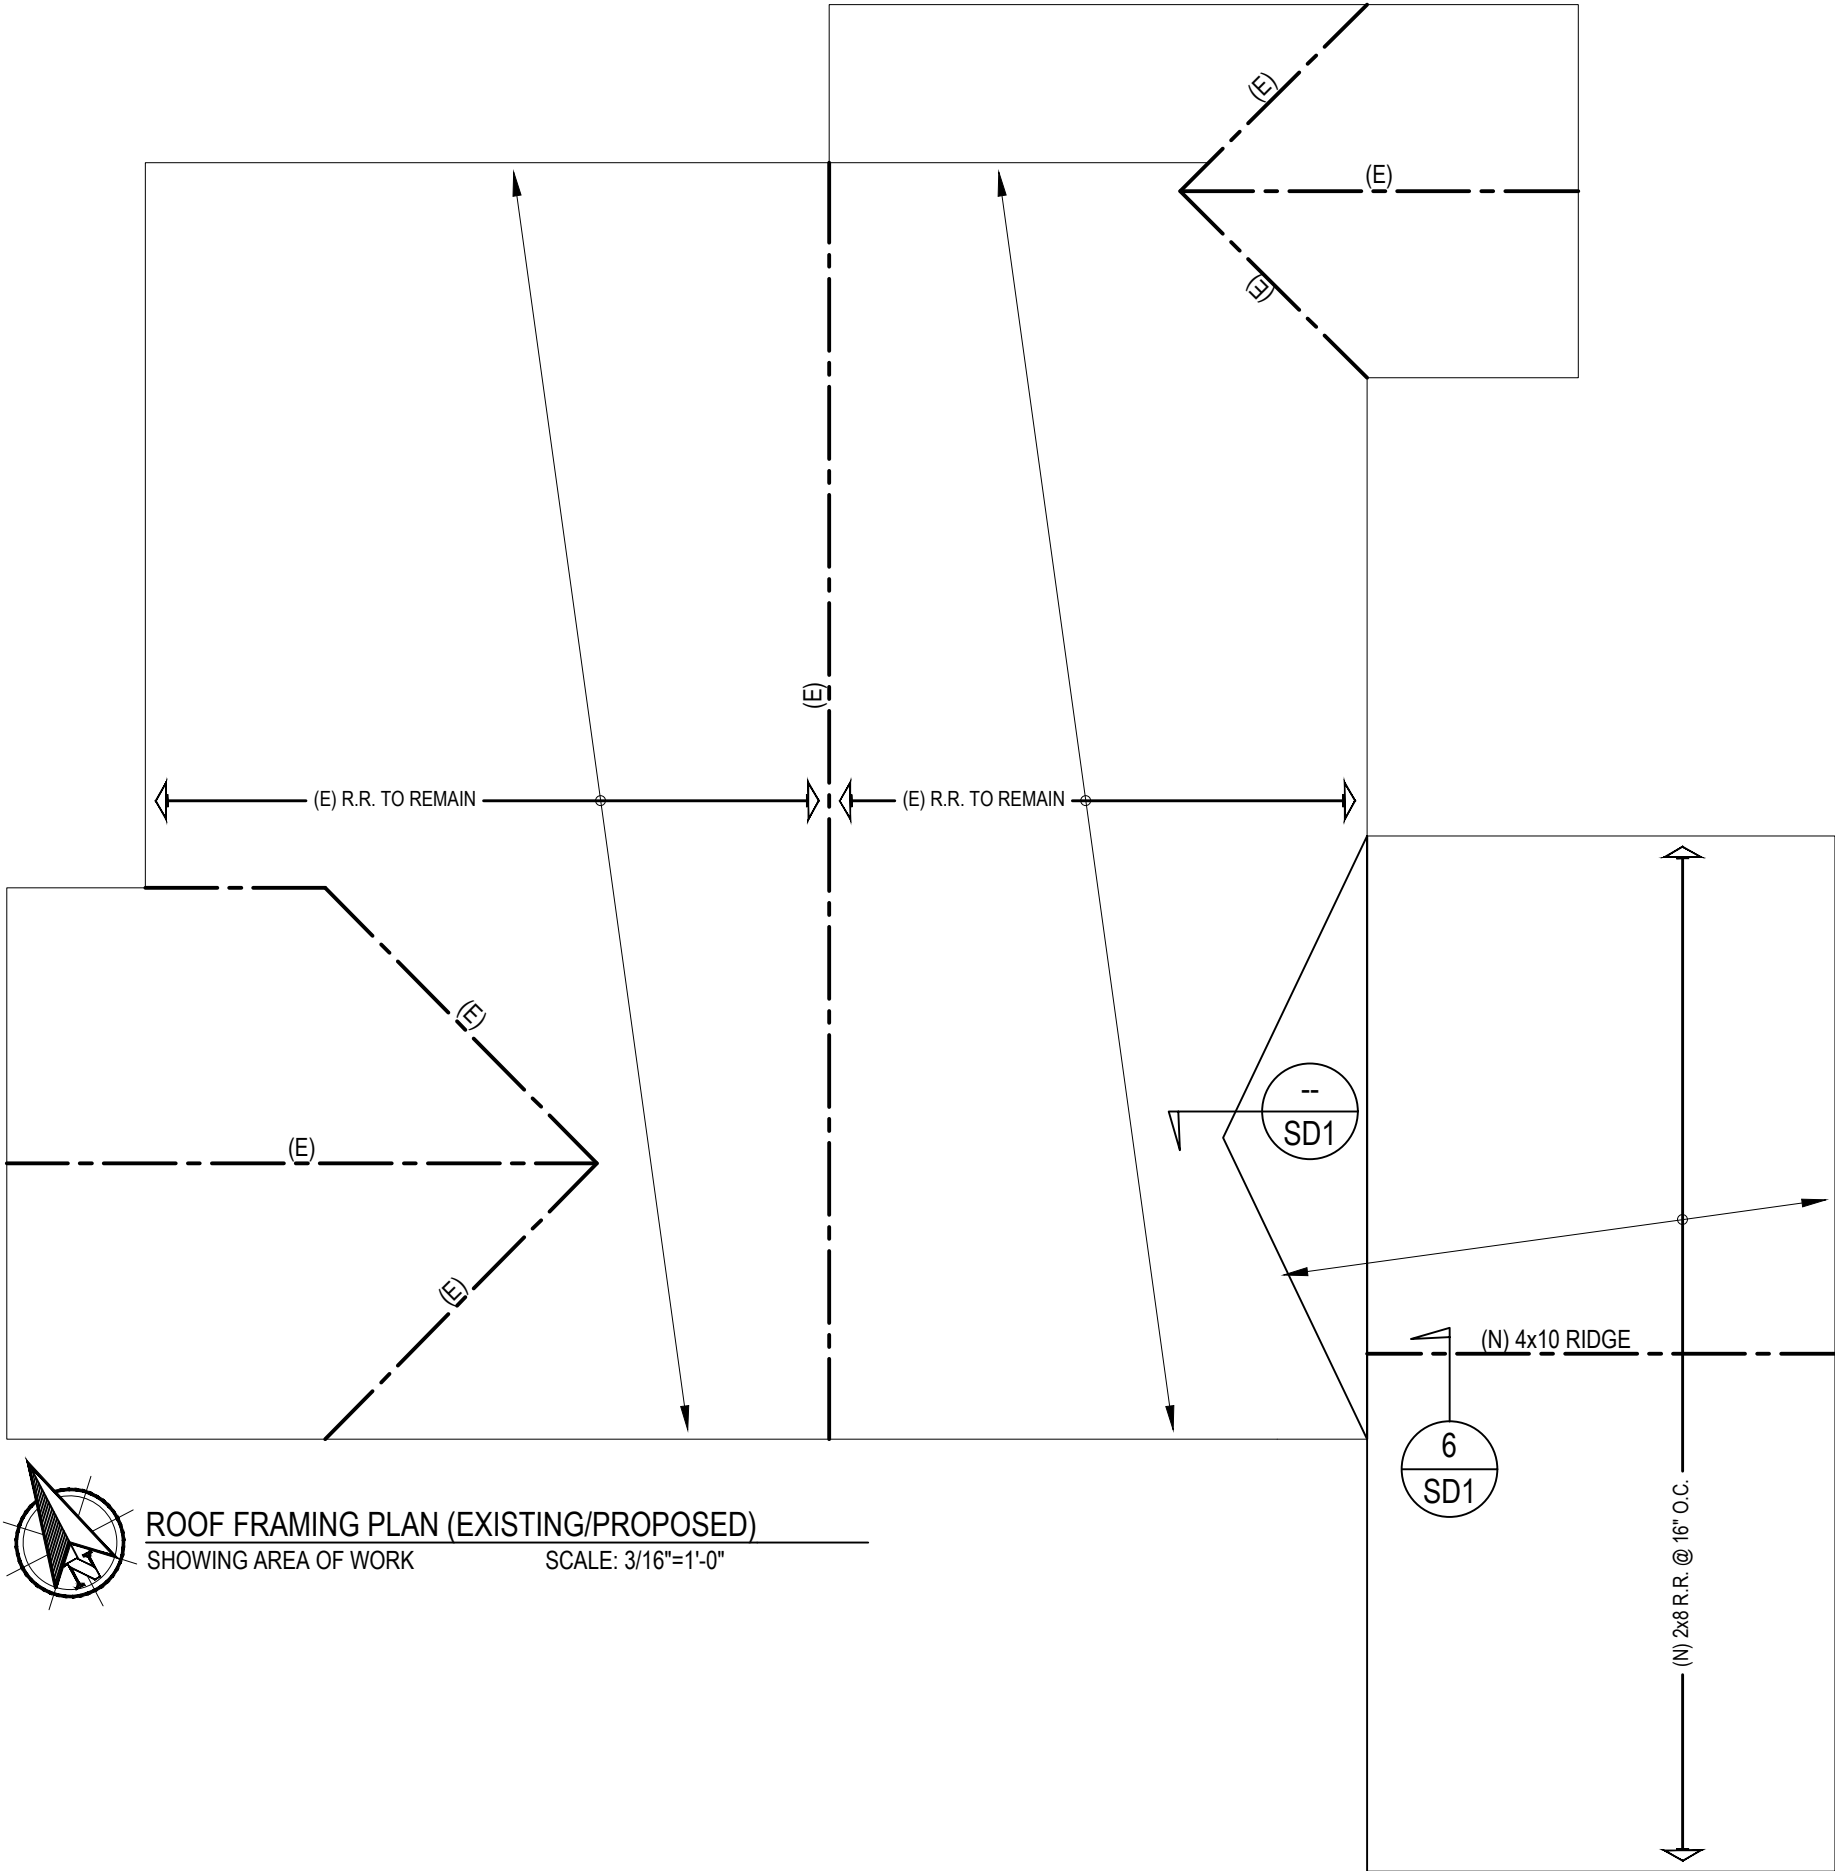 (E)
(E)
(E)
(E)
(E) R.R. TO REMAIN
(E) R.R. TO REMAIN
(E)
(E)
(E)
--
SD1
(N) 4x10 RIDGE
6
SD1
(N) 2x8 R.R. @ 16" O.C.
N
ROOF FRAMING PLAN (EXISTING/PROPOSED)
SHOWING AREA OF WORK SCALE: 3/16"=1'-0"